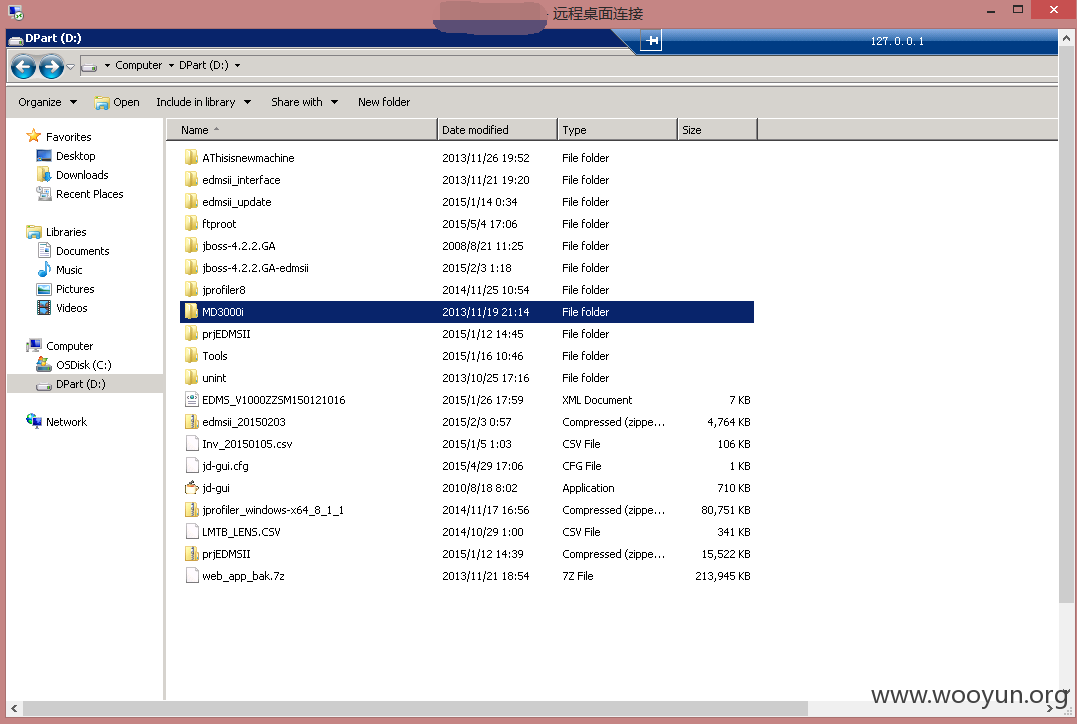 远程桌面连接
DPart (D:)
127.0.0.1
Computer DPart (D:)
Organize Open Include in library Share with New folder
Favorites
Desktop
Downloads
Recent Places
Libraries
Documents
Music
Pictures
Videos
Computer
OSDisk (C:)
DPart (D:)
Network
Name Date modified Type Size
AThisisnewmachine 2013/11/26 19:52 File folder
edmsii_interface 2013/11/21 19:20 File folder
edmsii_update 2015/1/14 0:34 File folder
ftproot 2015/5/4 17:06 File folder
jboss-4.2.2.GA 2008/8/21 11:25 File folder
jboss-4.2.2.GA-edmsii 2015/2/3 1:18 File folder
jprofiler8 2014/11/25 10:54 File folder
MD3000i 2013/11/19 21:14 File folder
prjEDMSII 2015/1/12 14:45 File folder
Tools 2015/1/16 10:46 File folder
unint 2013/10/25 17:16 File folder
EDMS_V1000ZZSM150121016 2015/1/26 17:59 XML Document 7 KB
edmsii_20150203 2015/2/3 0:57 Compressed (zippe... 4,764 KB
Inv_20150105.csv 2015/1/5 1:03 CSV File 106 KB
jd-gui.cfg 2015/4/29 17:06 CFG File 1 KB
jd-gui 2010/8/18 8:02 Application 710 KB
jprofiler_windows-x64_8_1_1 2014/11/17 16:56 Compressed (zippe... 80,751 KB
LMTB_LENS.CSV 2014/10/29 1:00 CSV File 341 KB
prjEDMSII 2015/1/12 14:39 Compressed (zippe... 15,522 KB
web_app_bak.7z 2013/11/21 18:54 7Z File 213,945 KB
www.wooyun.org